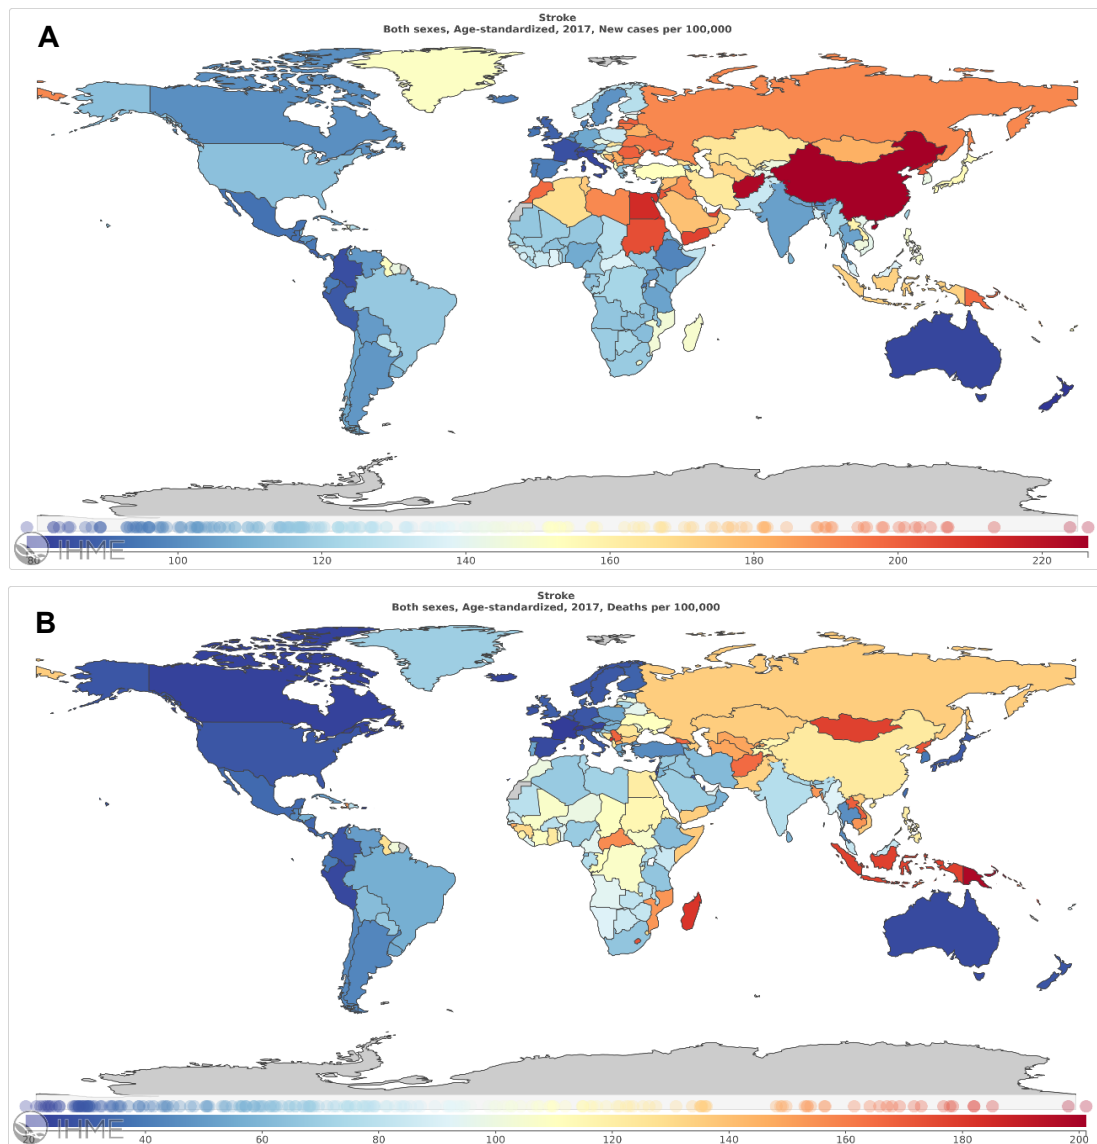 A
Stroke
Both sexes, Age-standardized, 2017, New cases per 100,000
IHME
80 100 120 140 160 180 200 220
B
Stroke
Both sexes, Age-standardized, 2017, Deaths per 100,000
IHME
20 40 60 80 100 120 140 160 180 200